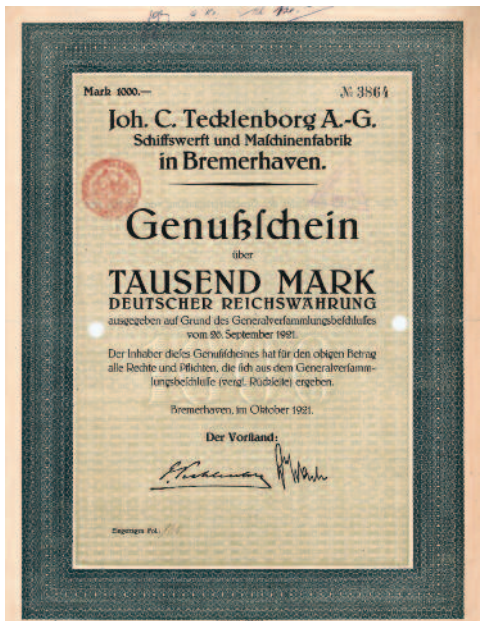 Mark 1000.— № 3864
Joh. C. Tecklenborg A.-G.
Schiffswerft und Maſchinenfabrik
in Bremerhaven.
Genußſchein
über
TAUSEND MARK
DEUTSCHER REICHSWÄHRUNG
ausgegeben auf Grund des Generalverſammlungsbeſchluſſes
vom 26. September 1921.
Der Inhaber dieſes Genußſcheines hat für den obigen Betrag
alle Rechte und Pflichten, die ſich aus dem Generalverſamm-
lungsbeſchluſſe (vergl. Rückſeite) ergeben.
Bremerhaven, im Oktober 1921.
Der Vorſtand:
Eingetragen Fol.